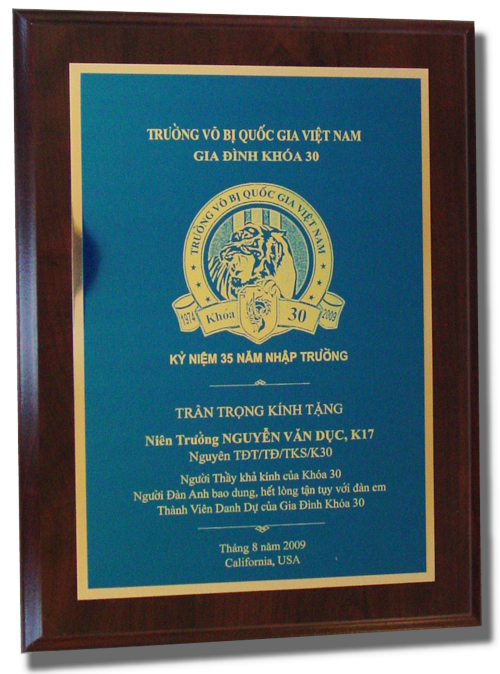 TRƯỜNG VÕ BỊ QUỐC GIA VIỆT NAM
GIA ĐÌNH KHÓA 30
TRƯỜNG VÕ BỊ QUỐC GIA VIỆT NAM
1974 Khóa 30 2009
KỶ NIỆM 35 NĂM NHẬP TRƯỜNG
TRÂN TRỌNG KÍNH TẶNG
Niên Trưởng NGUYỄN VĂN DỤC, K17
Nguyên TĐT/TĐ/TKS/K30
Người Thầy khả kính của Khóa 30
Người Đàn Anh bao dung, hết lòng tận tụy với đàn em
Thành Viên Danh Dự của Gia Đình Khóa 30
Tháng 8 năm 2009
California, USA